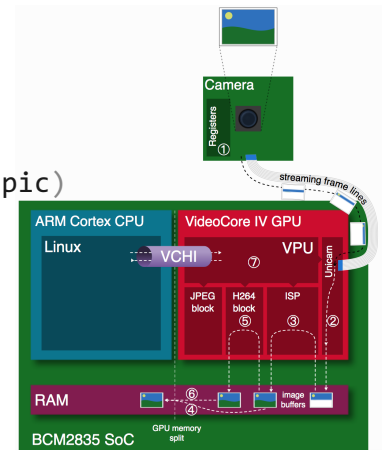 Camera
Registers
①
streaming frame lines
pic)
ARM Cortex CPU
VideoCore IV GPU
Linux
VCHI
VPU
⑦
Unicam
JPEG
block
H264
block
ISP
⑤
③
②
RAM
⑥
④
image
buffers
GPU memory
split
BCM2835 SoC